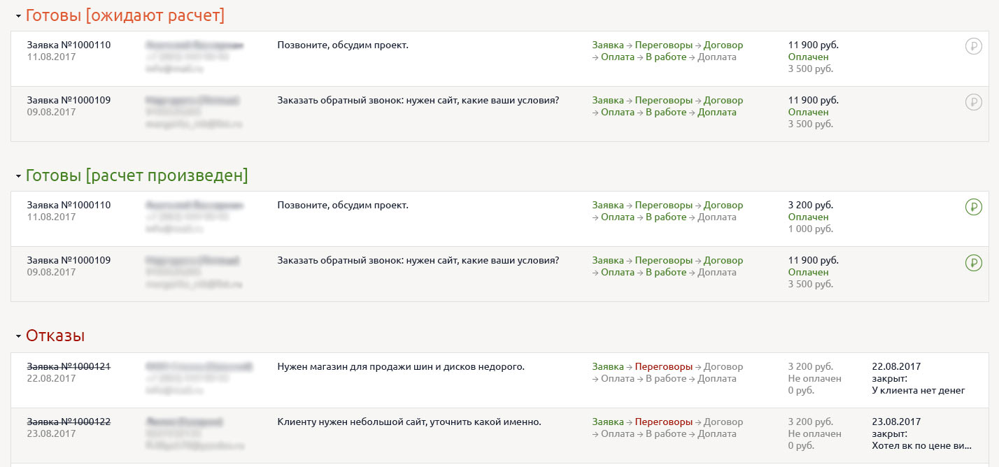 Готовы [ожидают расчет]
Заявка №1000110
11.08.2017
Позвоните, обсудим проект.
Заявка → Переговоры → Договор
→ Оплата → В работе → Доплата
11 900 руб.
Оплачен
3 500 руб.
Заявка №1000109
09.08.2017
Заказать обратный звонок: нужен сайт, какие ваши условия?
Заявка → Переговоры → Договор
→ Оплата → В работе → Доплата
11 900 руб.
Оплачен
3 500 руб.
Готовы [расчет произведен]
Заявка №1000110
11.08.2017
Позвоните, обсудим проект.
Заявка → Переговоры → Договор
→ Оплата → В работе → Доплата
3 200 руб.
Оплачен
1 000 руб.
Заявка №1000109
09.08.2017
Заказать обратный звонок: нужен сайт, какие ваши условия?
Заявка → Переговоры → Договор
→ Оплата → В работе → Доплата
11 900 руб.
Оплачен
3 500 руб.
Отказы
Заявка №1000121
22.08.2017
Нужен магазин для продажи шин и дисков недорого.
Заявка → Переговоры → Договор
→ Оплата → В работе → Доплата
3 200 руб.
Не оплачен
0 руб.
22.08.2017
закрыт:
У клиента нет денег
Заявка №1000122
23.08.2017
Клиенту нужен небольшой сайт, уточнить какой именно.
Заявка → Переговоры → Договор
→ Оплата → В работе → Доплата
3 200 руб.
Не оплачен
0 руб.
23.08.2017
закрыт:
Хотел вк по цене ви...